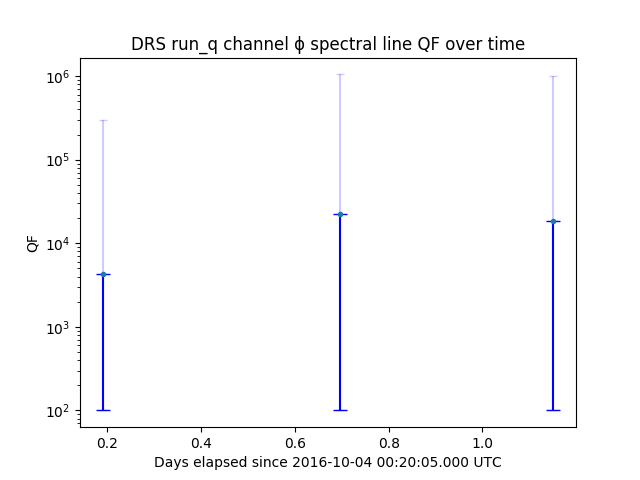 DRS run_q channel ϕ spectral line QF over time
10⁶
10⁵
10⁴
10³
10²
QF
0.2 0.4 0.6 0.8 1.0
Days elapsed since 2016-10-04 00:20:05.000 UTC